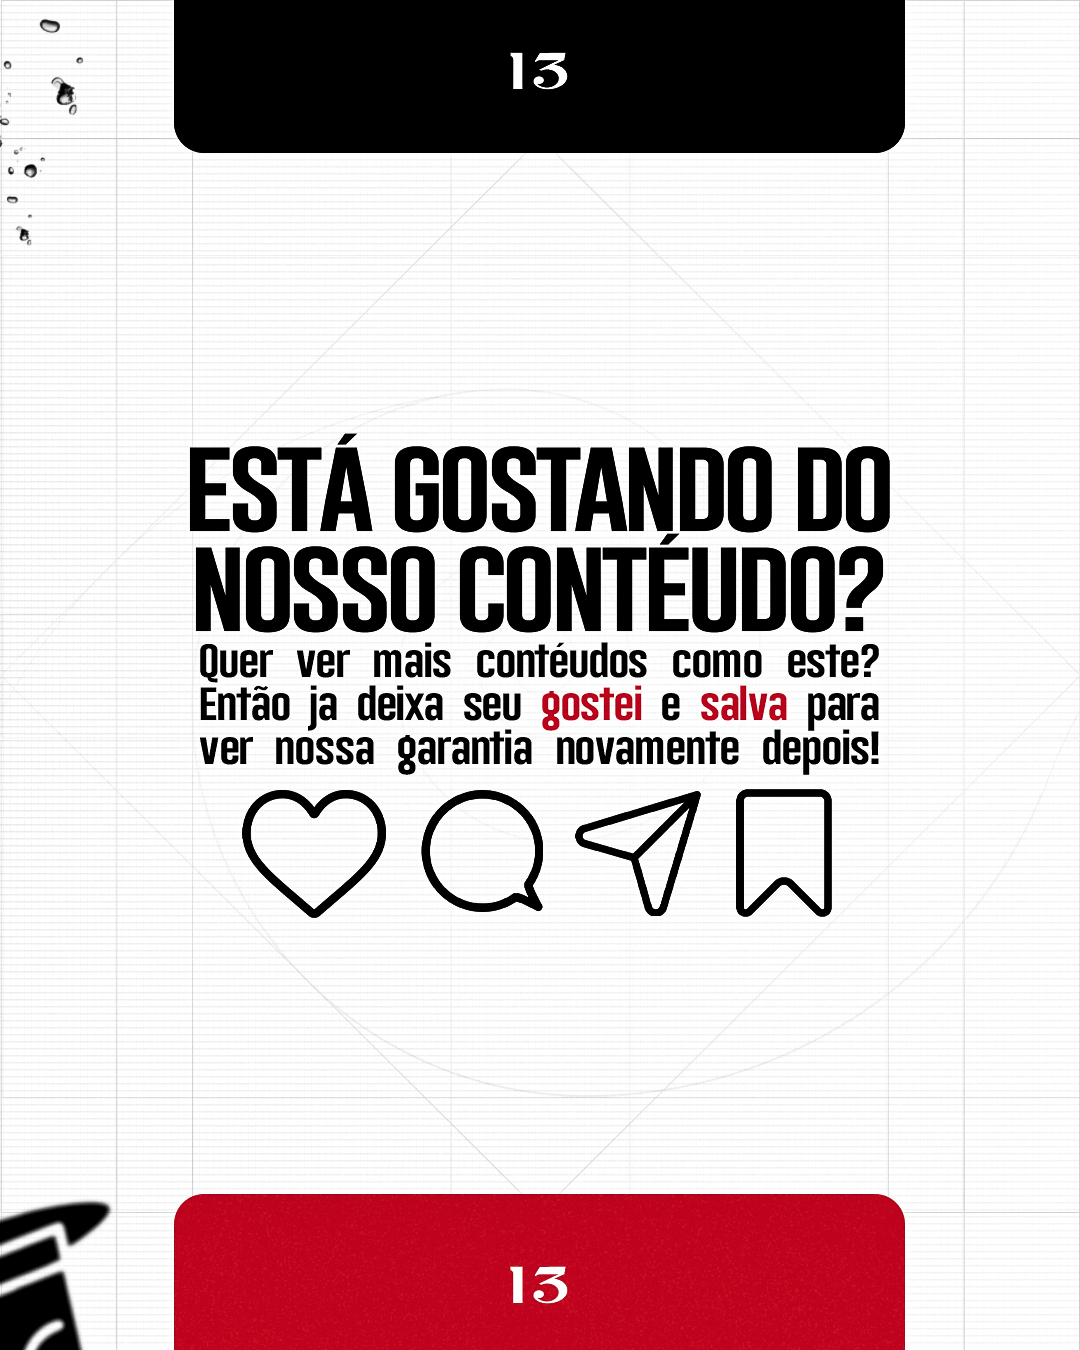 13
ESTÁ GOSTANDO DO
NOSSO CONTÉUDO?
Quer ver mais contéudos como este?
Então ja deixa seu gostei e salva para
ver nossa garantia novamente depois!
13